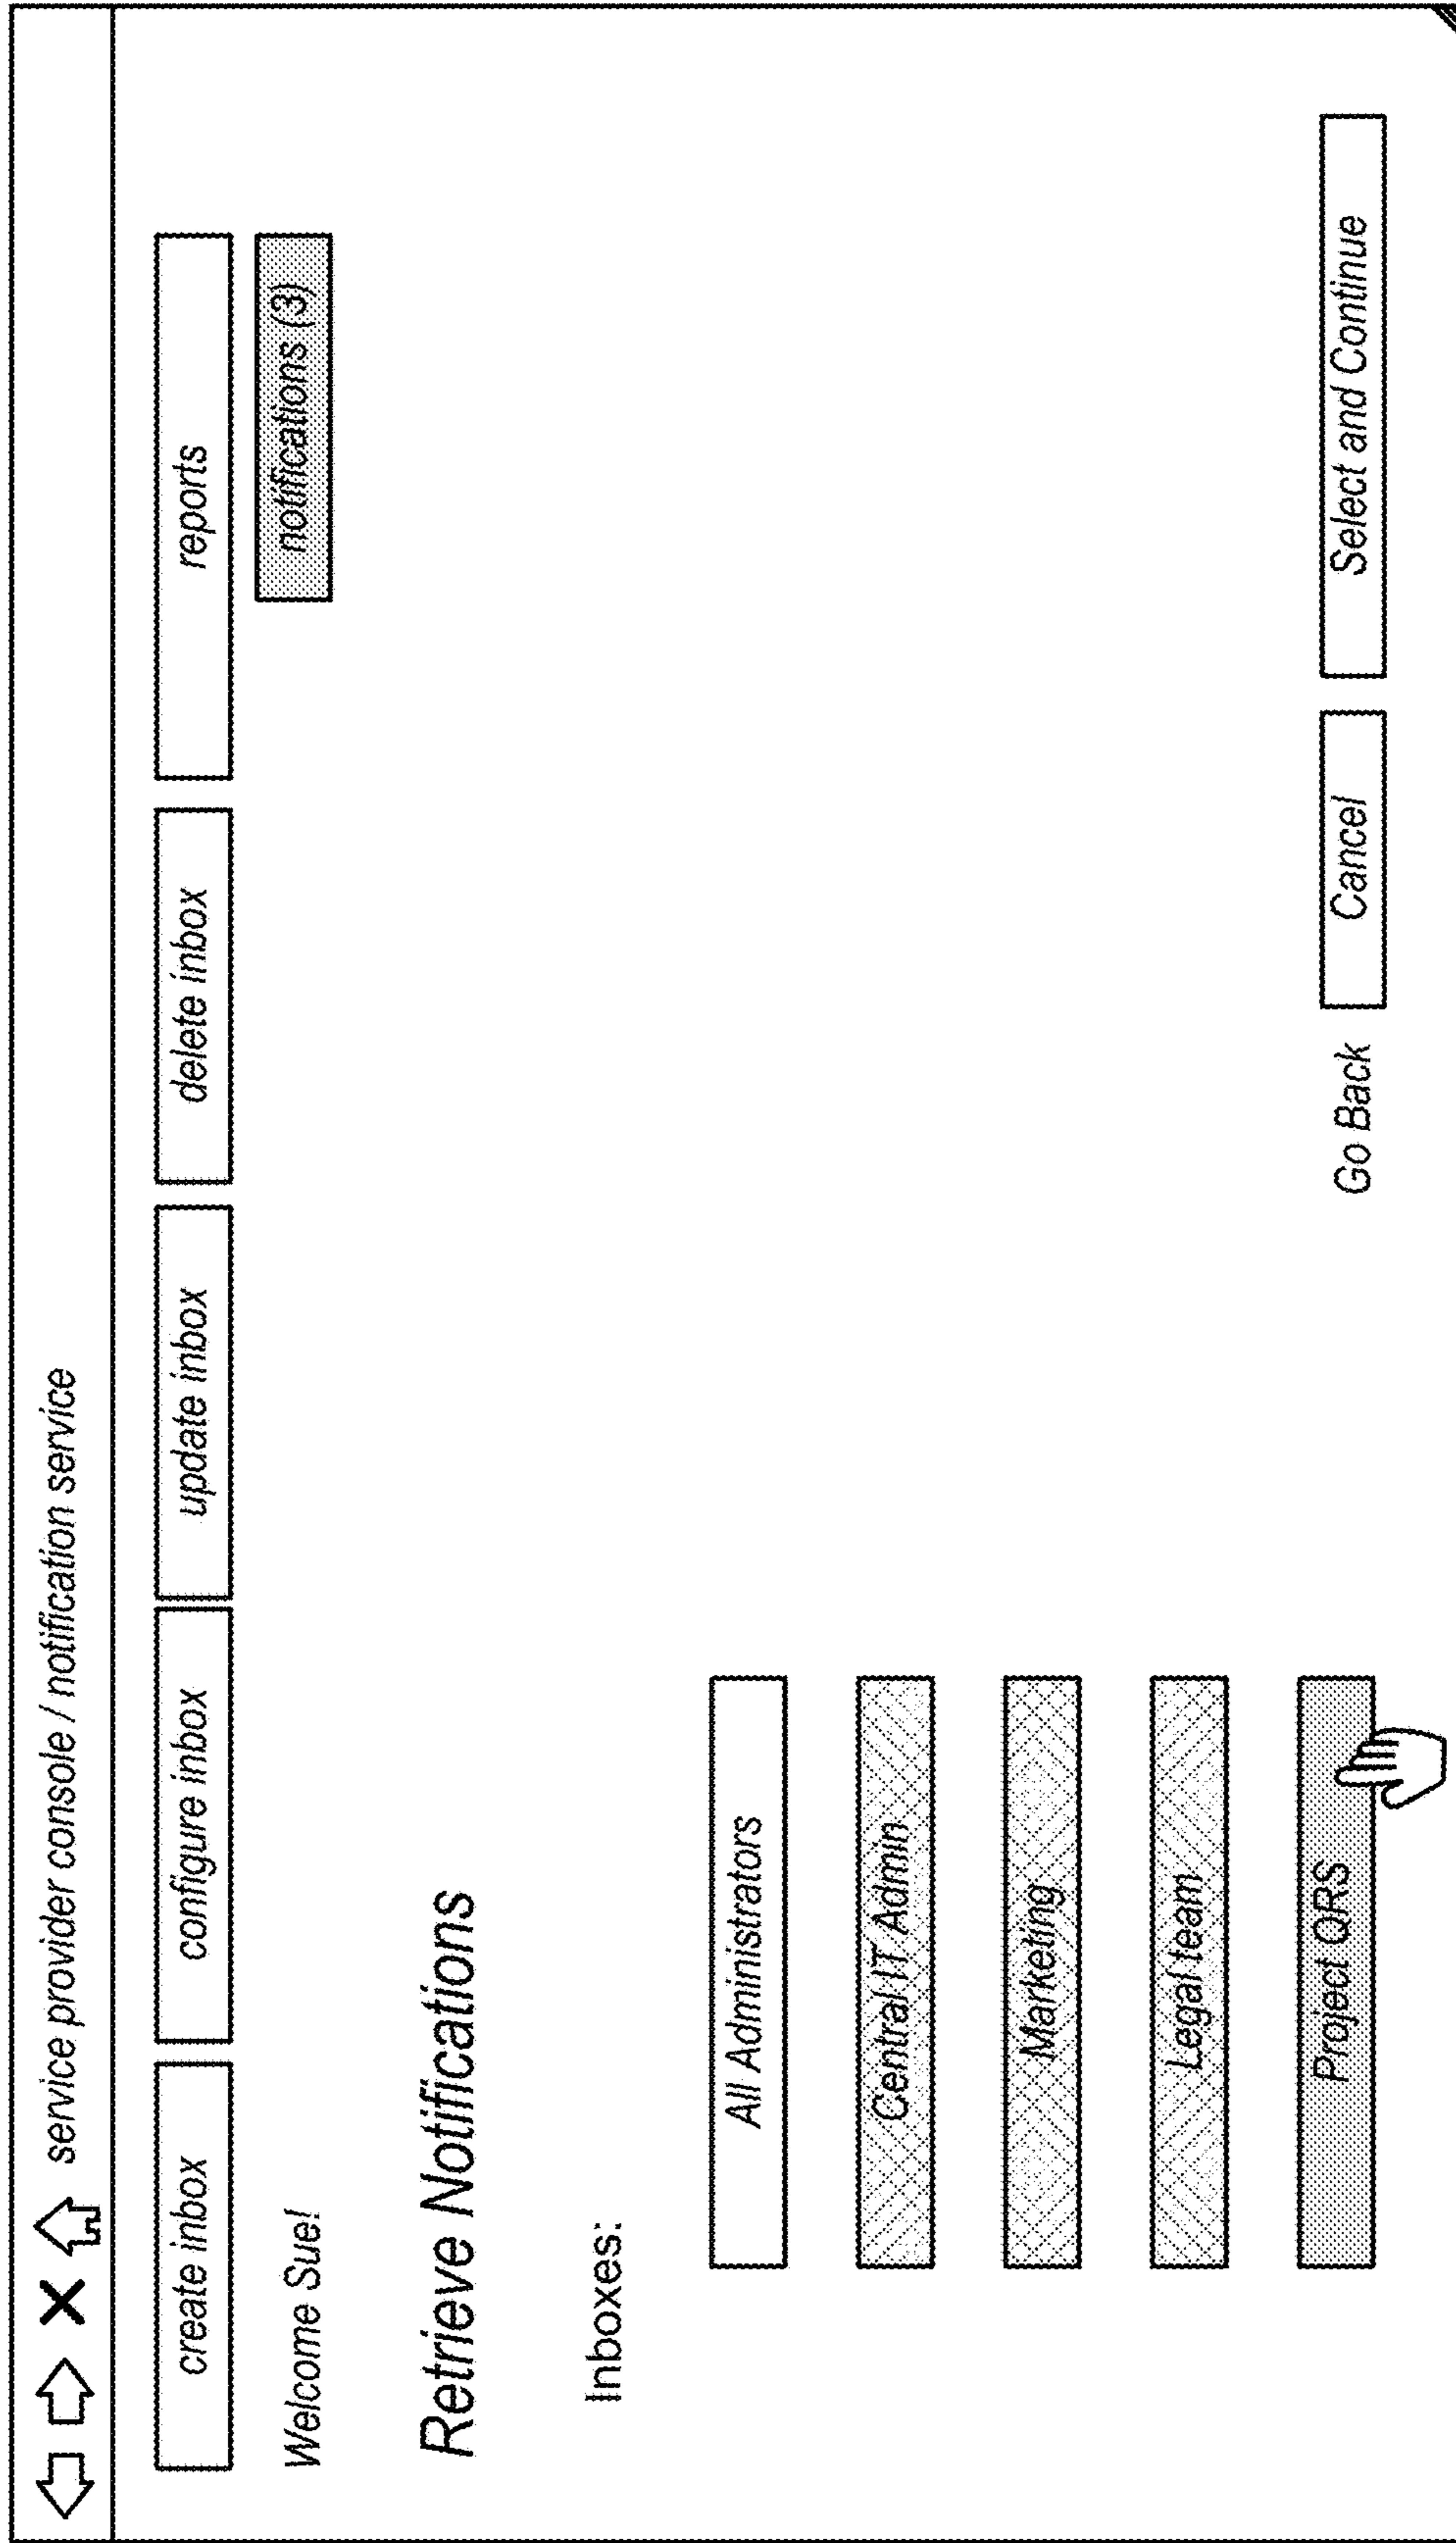 service provider console / notification service
create inbox configure inbox update inbox delete inbox reports
Welcome Sue! notifications (3)
Retrieve Notifications
Inboxes:
All Administrators
Central IT Admin
Marketing
Legal team
Project QRS
Go Back Cancel Select and Continue